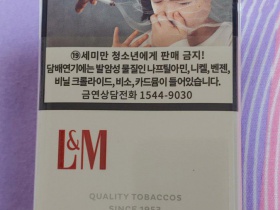 ⑲세미만 청소년에게 판매 금지!
담배연기에는 발암성 물질인 나프틸아민, 니켈, 벤젠,
비닐 크롤라이드, 비소, 카드뮴이 들어있습니다.
금연상담전화 1544-9030
L&M
QUALITY TOBACCOS
SINCE 1953